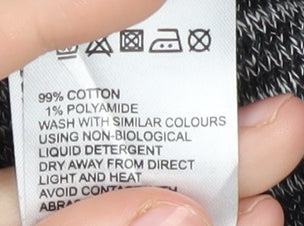 99% COTTON
1% POLYAMIDE
WASH WITH SIMILAR COLOURS
USING NON-BIOLOGICAL
LIQUID DETERGENT
DRY AWAY FROM DIRECT
LIGHT AND HEAT
AVOID CONTACT WITH